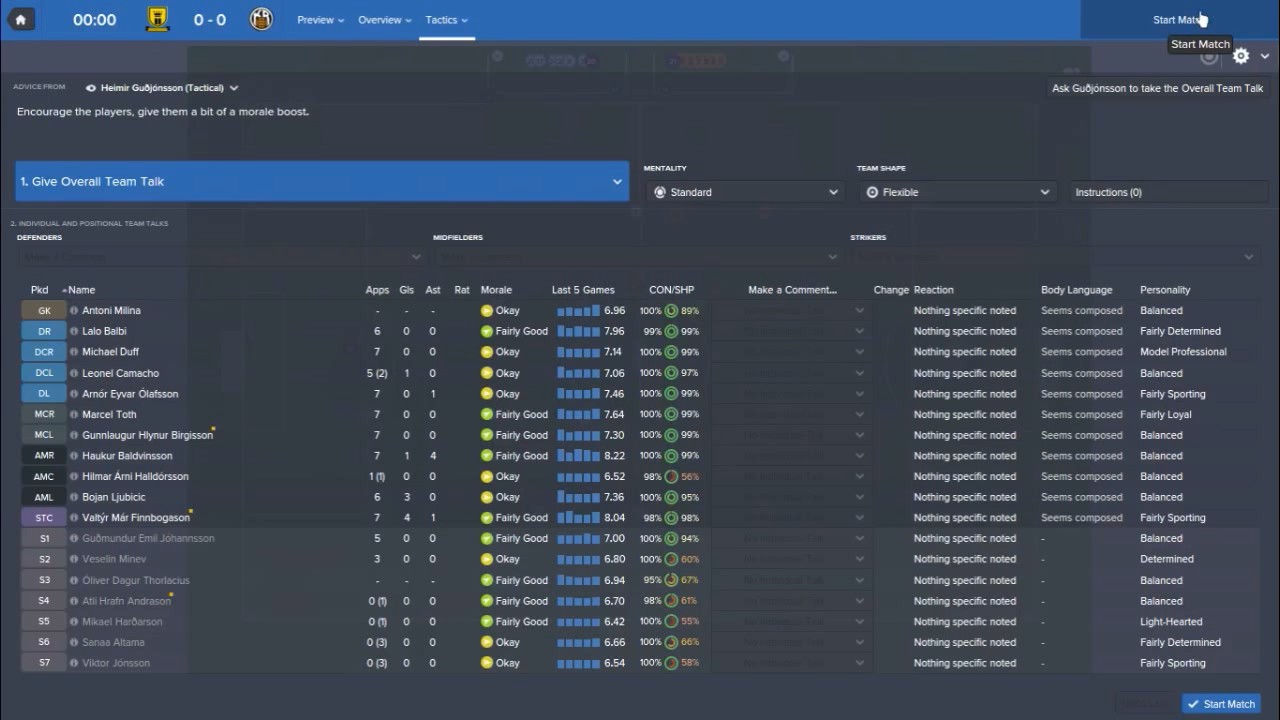 00:00 0 - 0 Preview Overview Tactics Start Match
Start Match
ADVICE FROM Heimir Guðjónsson (Tactical) Ask Guðjónsson to take the Overall Team Talk
Encourage the players, give them a bit of a morale boost.
MENTALITY TEAM SHAPE
1. Give Overall Team Talk Standard Flexible Instructions (0)
2. INDIVIDUAL AND POSITIONAL TEAM TALKS
DEFENDERS MIDFIELDERS STRIKERS
Pkd Name Apps Gls Ast Rat Morale Last 5 Games CON/SHP Make a Comment... Change Reaction Body Language Personality
GK Antoni Milina - - - Okay 6.96 100% 89% Nothing specific noted Seems composed Balanced
DR Lalo Balbi 6 0 0 Fairly Good 7.96 99% 99% Nothing specific noted Seems composed Fairly Determined
DCR Michael Duff 7 0 0 Okay 7.14 100% 99% Nothing specific noted Seems composed Model Professional
DCL Leonel Camacho 5 (2) 1 0 Okay 7.06 100% 97% Nothing specific noted Seems composed Balanced
DL Arnór Eyvar Ólafsson 7 0 1 Okay 7.46 100% 99% Nothing specific noted Seems composed Fairly Sporting
MCR Marcel Toth 7 0 0 Fairly Good 7.64 100% 99% Nothing specific noted Seems composed Fairly Loyal
MCL Gunnlaugur Hlynur Birgisson 7 0 0 Fairly Good 7.30 100% 99% Nothing specific noted Seems composed Balanced
AMR Haukur Baldvinsson 7 1 4 Fairly Good 8.22 100% 99% Nothing specific noted Seems composed Balanced
AMC Hilmar Árni Halldórsson 1 (1) 0 0 Okay 6.52 98% 56% Nothing specific noted Seems composed Balanced
AML Bojan Ljubicic 6 3 0 Okay 7.36 100% 95% Nothing specific noted Seems composed Balanced
STC Valtýr Már Finnbogason 7 4 1 Fairly Good 8.04 98% 98% Nothing specific noted Seems composed Fairly Sporting
S1 Guðmundur Emil Jóhannsson 5 0 0 Fairly Good 7.00 100% 94% Nothing specific noted - Balanced
S2 Veselin Minev 3 0 0 Okay 6.80 100% 60% Nothing specific noted - Determined
S3 Óliver Dagur Thorlacius - - - Fairly Good 6.94 95% 67% Nothing specific noted - Balanced
S4 Atli Hrafn Andrason 0 (1) 0 0 Fairly Good 6.70 98% 61% Nothing specific noted - Balanced
S5 Mikael Harðarson 0 (1) 0 0 Fairly Good 6.42 100% 55% Nothing specific noted - Light-Hearted
S6 Sanaa Altama 0 (3) 0 0 Okay 6.66 100% 66% Nothing specific noted - Fairly Determined
S7 Viktor Jónsson 0 (3) 0 0 Okay 6.54 100% 58% Nothing specific noted - Fairly Sporting
Start Match